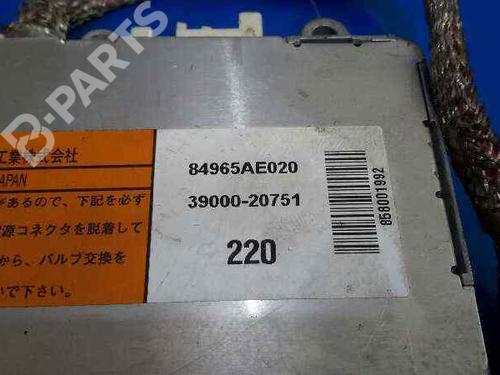 B-PARTS
工業株式会社
JAPAN
があるので、下記を必ず
電源コネクタを脱着して
から、バルブ交換を
いで下さい。
84965AE020
39000-20751
220
858001992